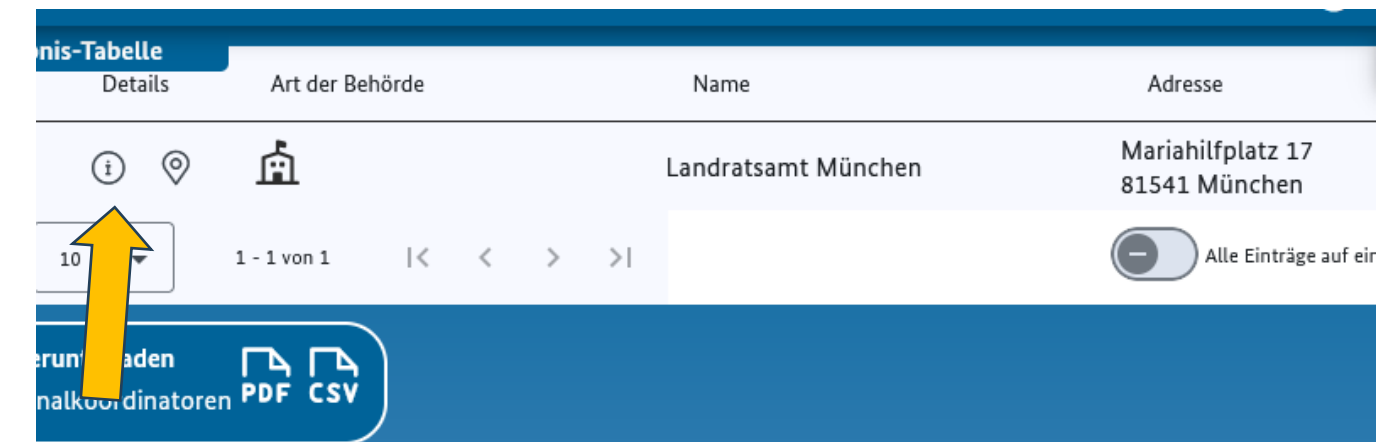 nis-Tabelle
Details Art der Behörde Name Adresse
Landratsamt München
Mariahilfplatz 17
81541 München
10 1 - 1 von 1 Alle Einträge auf ein
nalkoordinatoren
PDF CSV